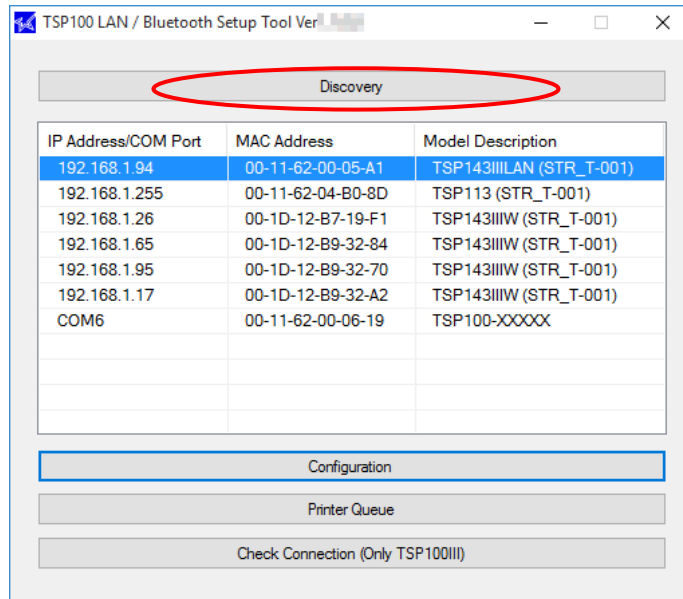 TSP100 LAN / Bluetooth Setup Tool Ver
Discovery
IP Address/COM Port MAC Address Model Description
192.168.1.94 00-11-62-00-05-A1 TSP143IIILAN (STR_T-001)
192.168.1.255 00-11-62-04-B0-8D TSP113 (STR_T-001)
192.168.1.26 00-1D-12-B7-19-F1 TSP143IIIW (STR_T-001)
192.168.1.65 00-1D-12-B9-32-84 TSP143IIIW (STR_T-001)
192.168.1.95 00-1D-12-B9-32-70 TSP143IIIW (STR_T-001)
192.168.1.17 00-1D-12-B9-32-A2 TSP143IIIW (STR_T-001)
COM6 00-11-62-00-06-19 TSP100-XXXXX
Configuration
Printer Queue
Check Connection (Only TSP100III)